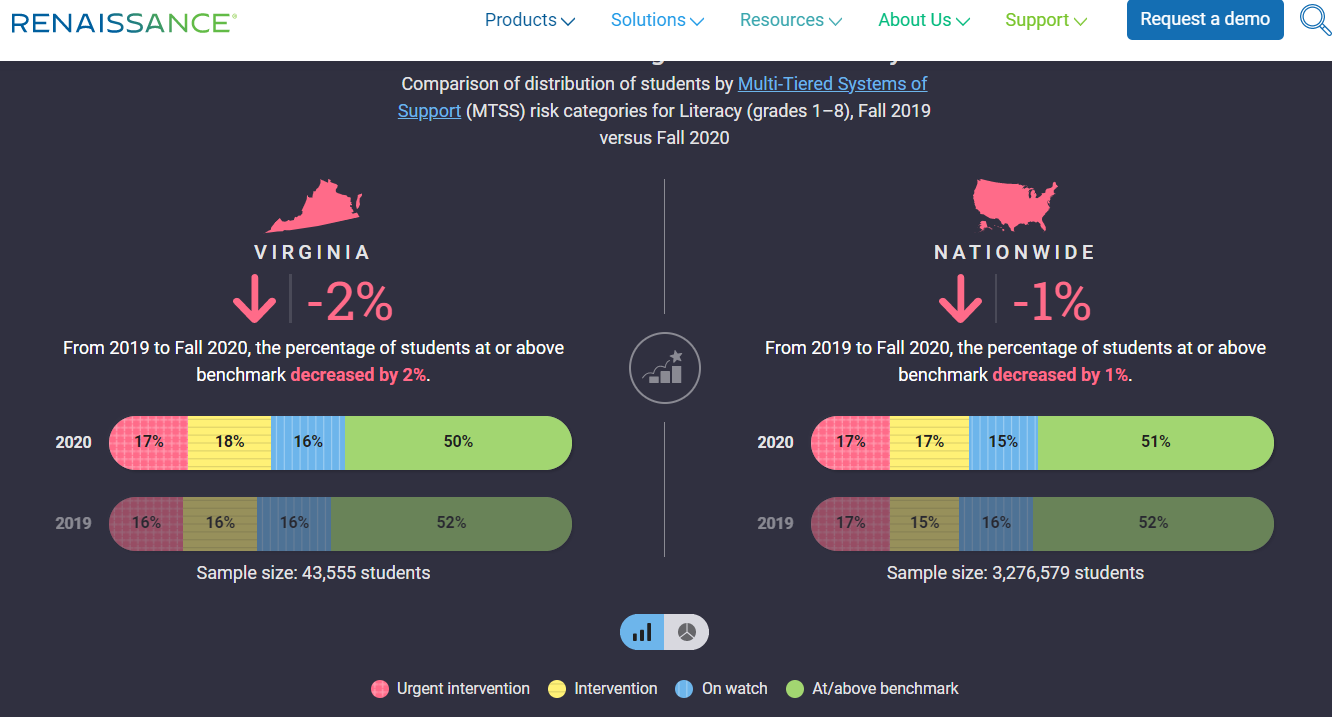 RENAISSANCE®
Products
Solutions
Resources
About Us
Support
Request a demo
Comparison of distribution of students by Multi-Tiered Systems of
Support (MTSS) risk categories for Literacy (grades 1–8), Fall 2019
versus Fall 2020
VIRGINIA
-2%
From 2019 to Fall 2020, the percentage of students at or above
benchmark decreased by 2%.
2020 17% 18% 16% 50%
2019 16% 16% 16% 52%
Sample size: 43,555 students
NATIONWIDE
-1%
From 2019 to Fall 2020, the percentage of students at or above
benchmark decreased by 1%.
2020 17% 17% 15% 51%
2019 17% 15% 16% 52%
Sample size: 3,276,579 students
Urgent intervention
Intervention
On watch
At/above benchmark